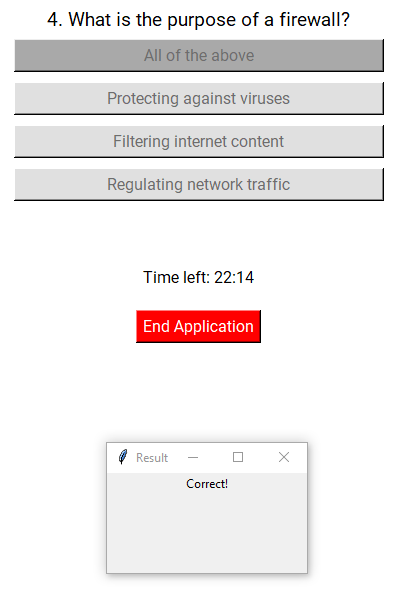 4. What is the purpose of a firewall?
All of the above
Protecting against viruses
Filtering internet content
Regulating network traffic
Time left: 22:14
End Application
Result
Correct!